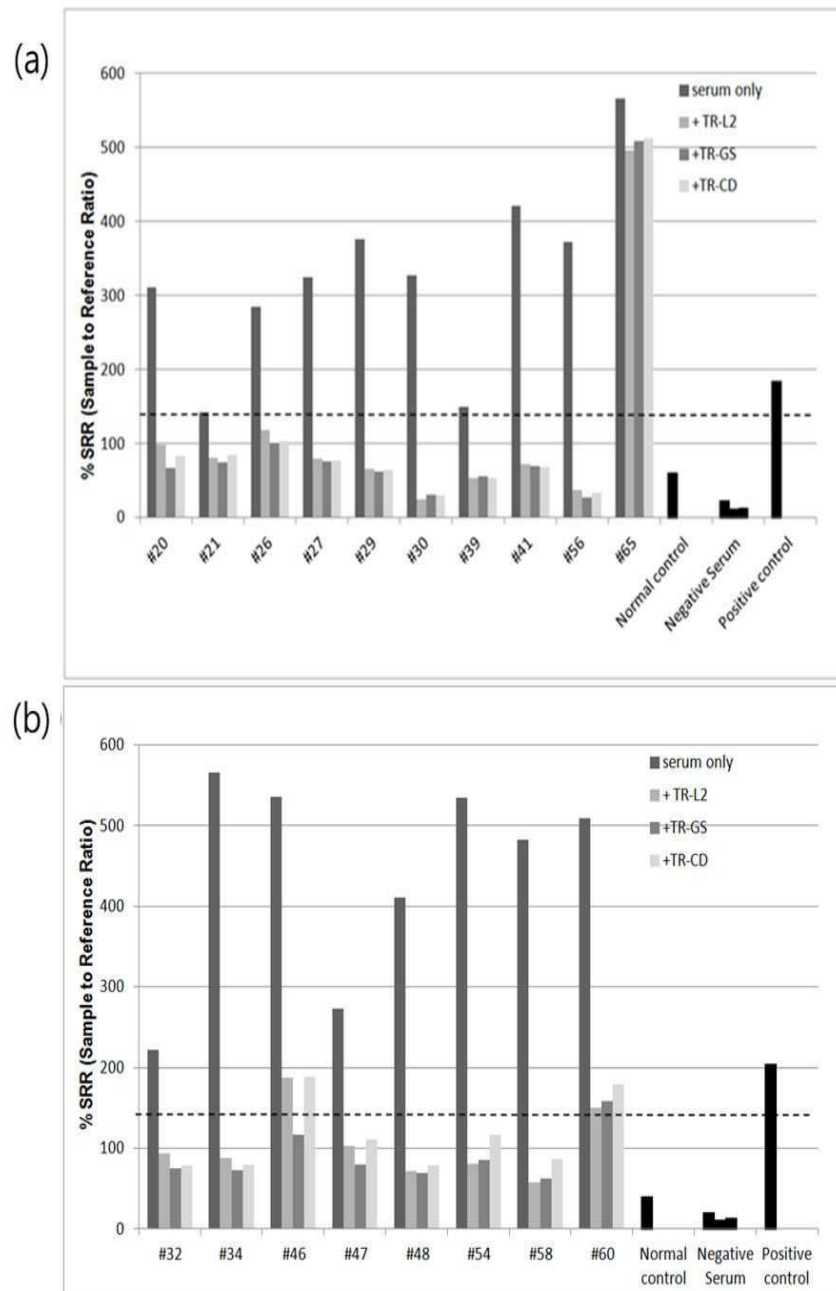 (a)
% SRR (Sample to Reference Ratio)
600
500
400
300
200
100
0
serum only
+ TR-L2
+TR-GS
+TR-CD
#20
#21
#26
#27
#29
#30
#39
#41
#56
#65
Normal control
Negative Serum
Positive control
(b)
% SRR (Sample to Reference Ratio)
600
500
400
300
200
100
0
serum only
+ TR-L2
+TR-GS
+TR-CD
#32
#34
#46
#47
#48
#54
#58
#60
Normal
control
Negative
Serum
Positive
control